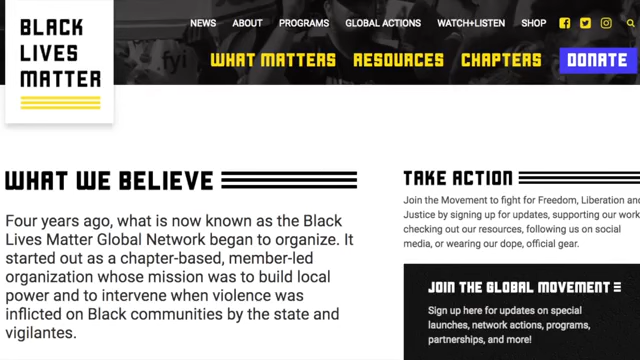 BLACK
LIVES
MATTER
NEWS ABOUT PROGRAMS GLOBAL ACTIONS WATCH+LISTEN SHOP
fyi
WHAT MATTERS RESOURCES CHAPTERS DONATE
WHAT WE BELIEVE
Four years ago, what is now known as the Black
Lives Matter Global Network began to organize. It
started out as a chapter-based, member-led
organization whose mission was to build local
power and to intervene when violence was
inflicted on Black communities by the state and
vigilantes.
TAKE ACTION
Join the Movement to fight for Freedom, Liberation and
Justice by signing up for updates, supporting our work
checking out our resources, following us on social
media, or wearing our dope, official gear.
JOIN THE GLOBAL MOVEMENT
Sign up here for updates on special
launches, network actions, programs,
partnerships, and more!